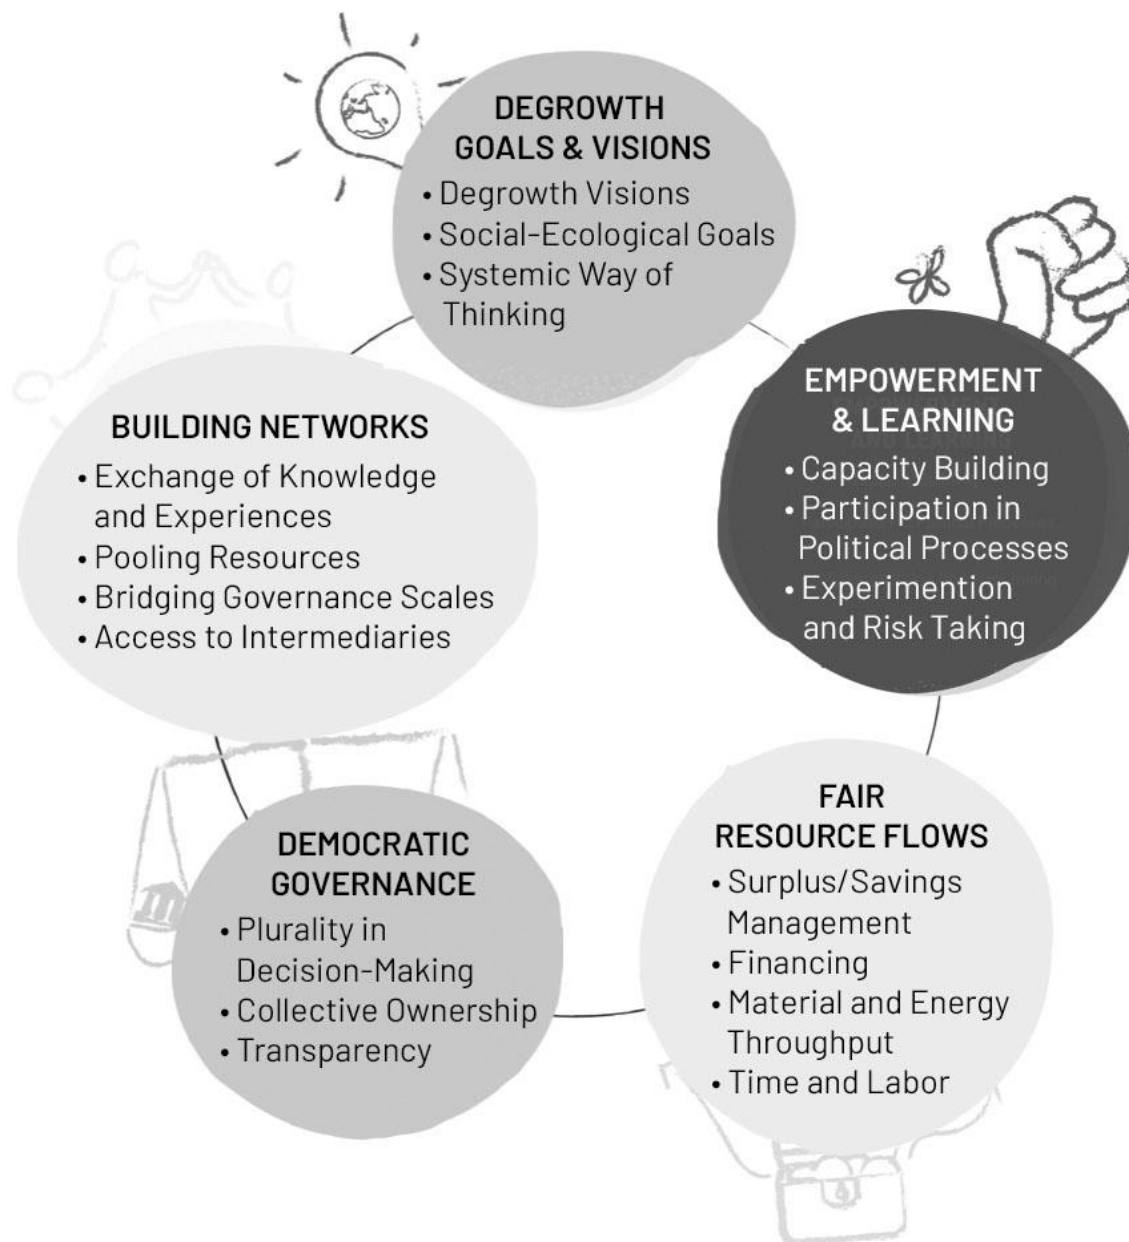 DEGROWTH
GOALS & VISIONS
• Degrowth Visions
• Social-Ecological Goals
• Systemic Way of
Thinking
EMPOWERMENT
& LEARNING
• Capacity Building
• Participation in
Political Processes
• Experimention
and Risk Taking
BUILDING NETWORKS
• Exchange of Knowledge
and Experiences
• Pooling Resources
• Bridging Governance Scales
• Access to Intermediaries
DEMOCRATIC
GOVERNANCE
• Plurality in
Decision-Making
• Collective Ownership
• Transparency
FAIR
RESOURCE FLOWS
• Surplus/Savings
Management
• Financing
• Material and Energy
Throughput
• Time and Labor